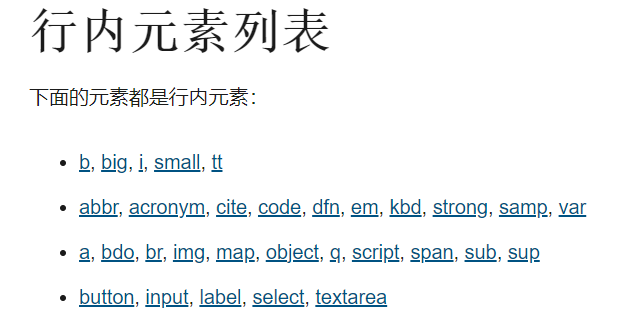 行内元素列表
下面的元素都是行内元素：
b, big, i, small, tt
abbr, acronym, cite, code, dfn, em, kbd, strong, samp, var
a, bdo, br, img, map, object, q, script, span, sub, sup
button, input, label, select, textarea